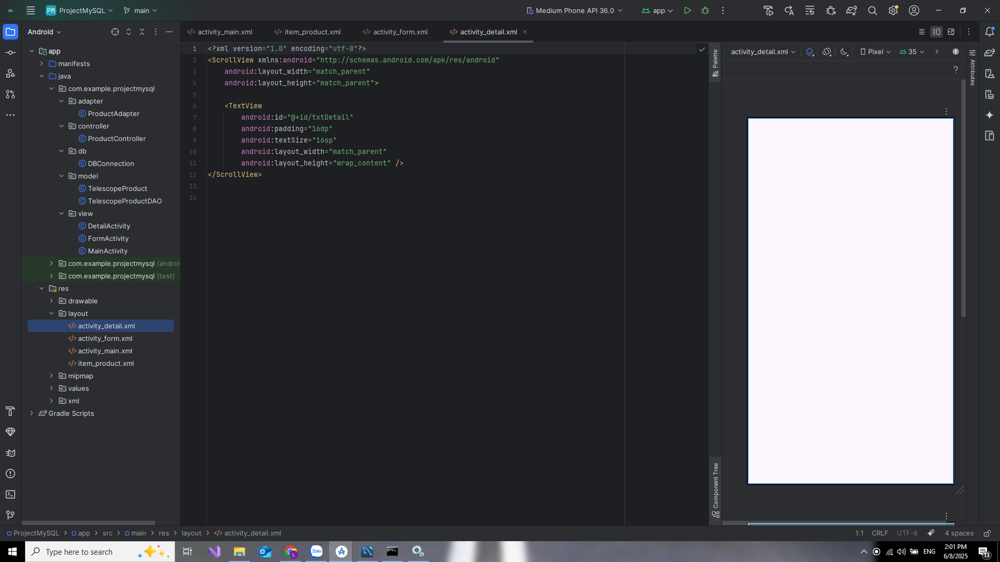 PM ProjectMySQL main Medium Phone API 36.0 app
Android
activity_main.xml item_product.xml activity_form.xml activity_detail.xml
app
manifests
java
com.example.projectmysql
adapter
ProductAdapter
controller
ProductController
db
DBConnection
model
TelescopeProduct
TelescopeProductDAO
view
DetailActivity
FormActivity
MainActivity
com.example.projectmysql (androi
com.example.projectmysql (test)
res
drawable
layout
activity_detail.xml
activity_form.xml
activity_main.xml
item_product.xml
mipmap
values
xml
Gradle Scripts
1 <?xml version="1.0" encoding="utf-8"?>
2 <ScrollView xmlns:android="http://schemas.android.com/apk/res/android"
3 android:layout_width="match_parent"
4 android:layout_height="match_parent">
5
6 <TextView
7 android:id="@+id/txtDetail"
8 android:padding="16dp"
9 android:textSize="16sp"
10 android:layout_width="match_parent"
11 android:layout_height="wrap_content" />
12 </ScrollView>
13
14
Palette
Component Tree
activity_detail.xml Pixel 35
?
Attributes
ProjectMySQL > app > src > main > res > layout > activity_detail.xml
1:1 CRLF UTF-8 4 spaces
Type here to search
Zalo
ENG
2:01 PM
6/8/2025
13